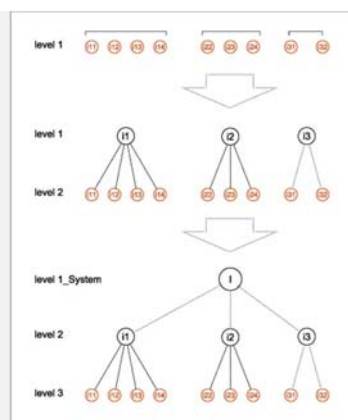 level 1 i11 i12 i13 i14 i22 i23 i24 i31 i32
level 1 i1 i2 i3
level 2 i11 i12 i13 i14 i22 i23 i24 i31 i32
level 1_System I
level 2 i1 i2 i3
level 3 i11 i12 i13 i14 i22 i23 i24 i31 i32